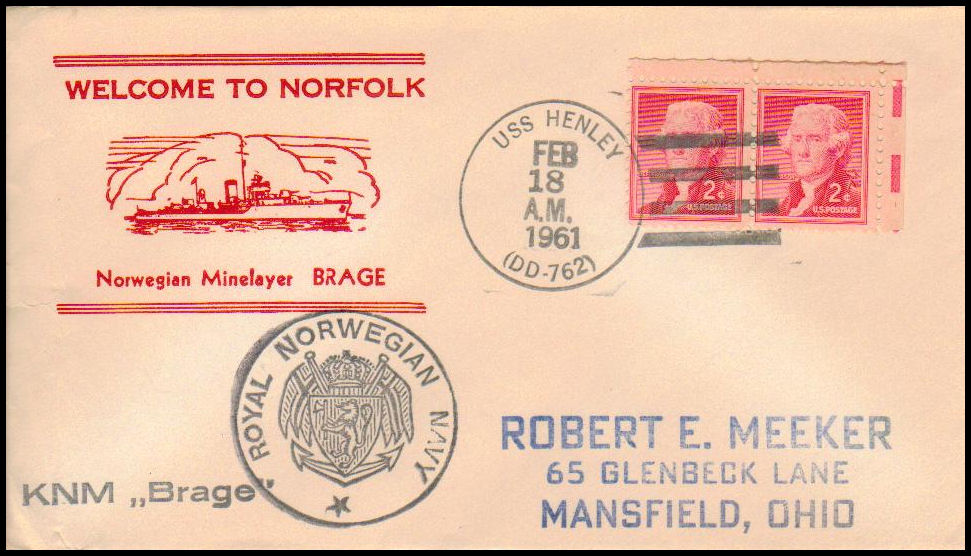 WELCOME TO NORFOLK
Norwegian Minelayer BRAGE
USS HENLEY
FEB
18
A.M.
1961
(DD-762)
2¢
U.S.POSTAGE
2¢
U.S.POSTAGE
ROYAL NORWEGIAN NAVY
KNM „Brage"
ROBERT E. MEEKER
65 GLENBECK LANE
MANSFIELD, OHIO